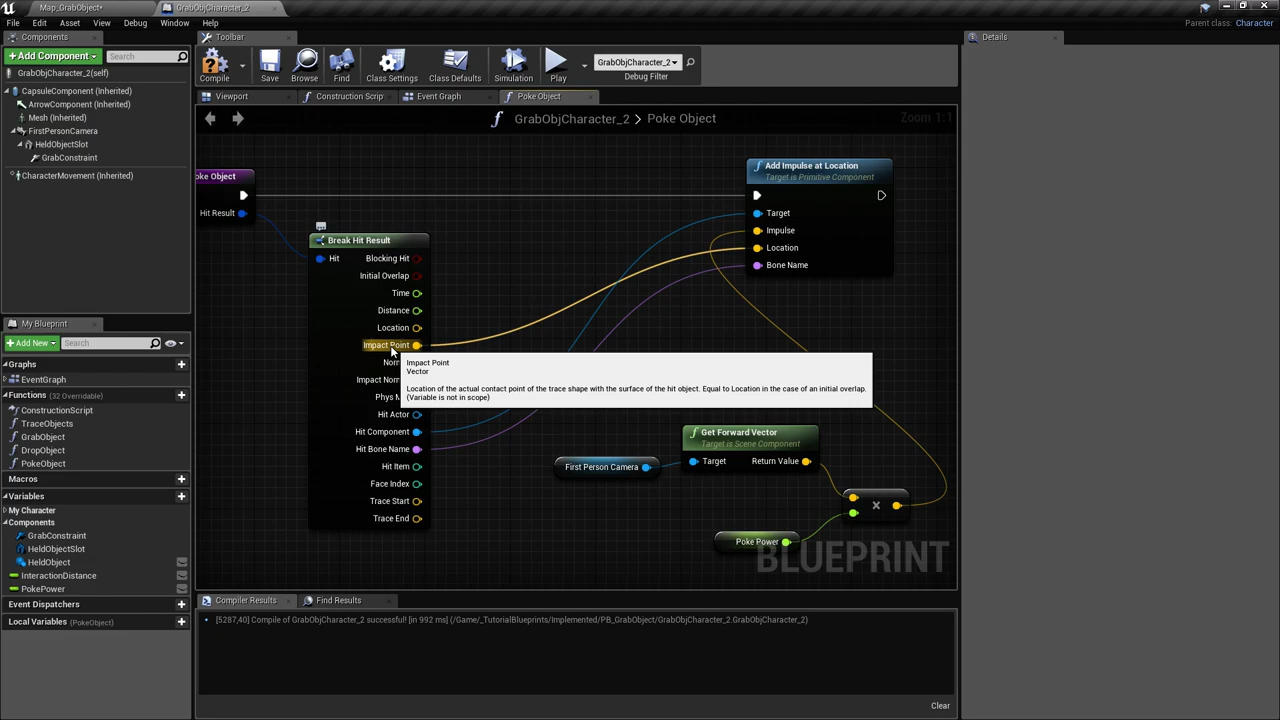 Map_GrabObject*
GrabObjCharacter_2
File Edit Asset View Debug Window Help
Parent class: Character
Components
+ Add Component
Search
GrabObjCharacter_2(self)
CapsuleComponent (Inherited)
ArrowComponent (Inherited)
Mesh (Inherited)
FirstPersonCamera
HeldObjectSlot
GrabConstraint
CharacterMovement (Inherited)
My Blueprint
+ Add New
Search
Graphs
EventGraph
Functions (32 Overridable)
ConstructionScript
TraceObjects
GrabObject
DropObject
PokeObject
Macros
Variables
My Character
Components
GrabConstraint
HeldObjectSlot
HeldObject
InteractionDistance
PokePower
Event Dispatchers
Local Variables (PokeObject)
Toolbar
Compile
Save
Browse
Find
Class Settings
Class Defaults
Simulation
Play
GrabObjCharacter_2
Debug Filter
Viewport
Construction Scrip
Event Graph
Poke Object
GrabObjCharacter_2 > Poke Object
Zoom 1:1
oke Object
Hit Result
Break Hit Result
Hit
Blocking Hit
Initial Overlap
Time
Distance
Location
Impact Point
Norm
Impact Norm
Phys M
Hit Actor
Hit Component
Hit Bone Name
Hit Item
Face Index
Trace Start
Trace End
Impact Point
Vector
Location of the actual contact point of the trace shape with the surface of the hit object. Equal to Location in the case of an initial overlap.
(Variable is not in scope)
Add Impulse at Location
Target is Primitive Component
Target
Impulse
Location
Bone Name
Get Forward Vector
Target is Scene Component
Target
Return Value
First Person Camera
Poke Power
BLUEPRINT
Compiler Results
Find Results
[5287,40] Compile of GrabObjCharacter_2 successful! [in 992 ms] (/Game/_TutorialBlueprints/Implemented/PB_GrabObject/GrabObjCharacter_2.GrabObjCharacter_2)
Clear
Details